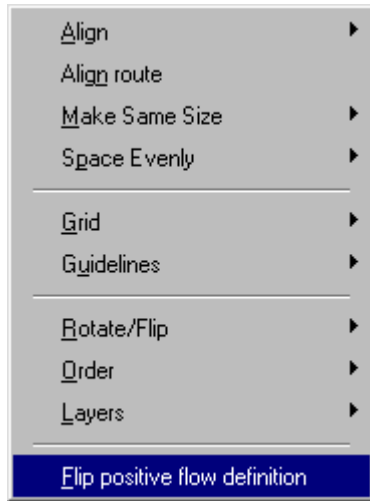 Align
Align route
Make Same Size
Space Evenly
Grid
Guidelines
Rotate/Flip
Order
Layers
Flip positive flow definition